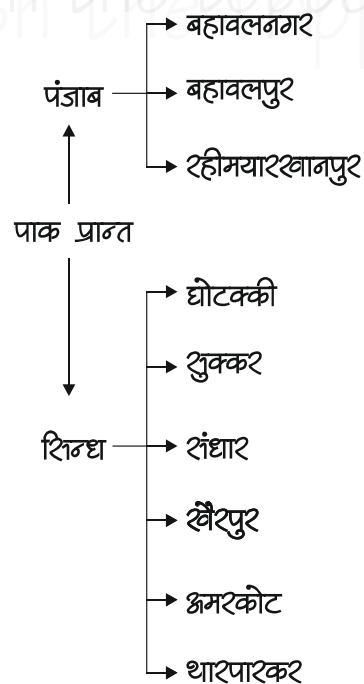 बहावलनगर
पंजाब
बहावलपुर
रहीमयारखानपुर
पाक प्रान्त
घोटक्की
सुक्कर
सिन्ध
संधार
खैरपुर
अमरकोट
थारपारकर